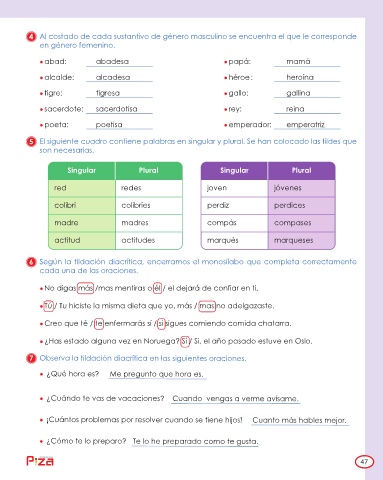 4 Al costado de cada sustantivo de género masculino se encuentra el que le corresponde
en género femenino.
• abad: abadesa • papá: mamá
• alcalde: alcadesa • héroe: heroína
• tigre: tigresa • gallo: gallina
• sacerdote: sacerdotisa • rey: reina
• poeta: poetisa • emperador: emperatriz
5 El siguiente cuadro contiene palabras en singular y plural. Se han colocado las tildes que
son necesarias.
Singular Plural Singular Plural
red redes joven jóvenes
colibrí colibríes perdiz perdices
madre madres compás compases
actitud actitudes marqués marqueses
6 Según la tildación diacrítica, encerramos el monosílabo que completa correctamente
cada una de las oraciones.
• No digas más /mas mentiras o él / el dejará de confiar en ti.
• Tú / Tu hiciste la misma dieta que yo, más / mas no adelgazaste.
• Creo que té / te enfermarás sí / si sigues comiendo comida chatarra.
• ¿Has estado alguna vez en Noruega? Sí / Si, el año pasado estuve en Oslo.
7 Observa la tildación diacrítica en las siguientes oraciones.
• ¿Qué hora es? Me pregunto que hora es.
• ¿Cuándo te vas de vacaciones? Cuando vengas a verme avísame.
• ¡Cuántos problemas por resolver cuando se tiene hijos! Cuanto más hables mejor.
• ¿Cómo te lo preparo? Te lo he preparado como te gusta.
Piza
47